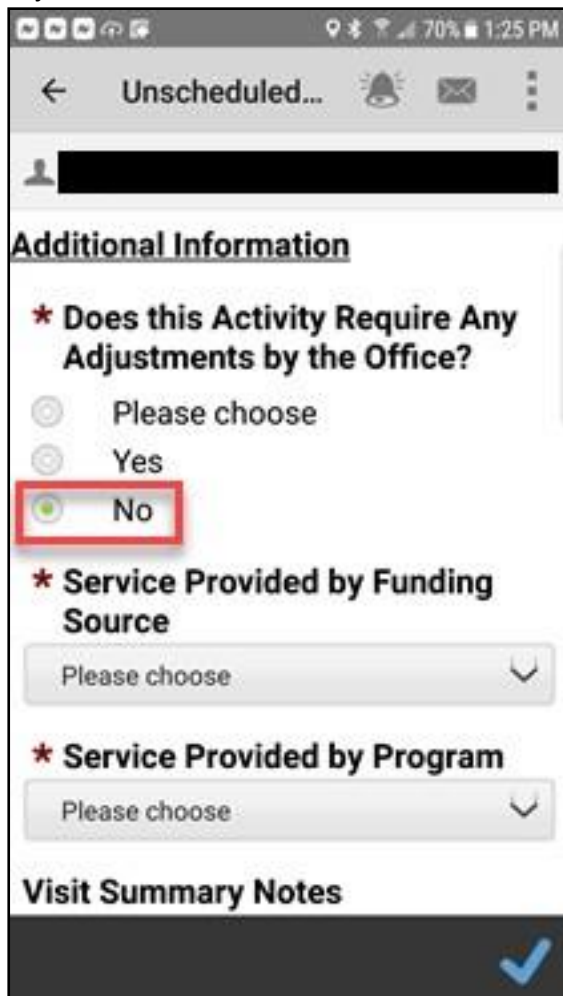 70% 1:25 PM
Unscheduled...
Additional Information
* Does this Activity Require Any
Adjustments by the Office?
Please choose
Yes
No
* Service Provided by Funding
Source
Please choose
* Service Provided by Program
Please choose
Visit Summary Notes